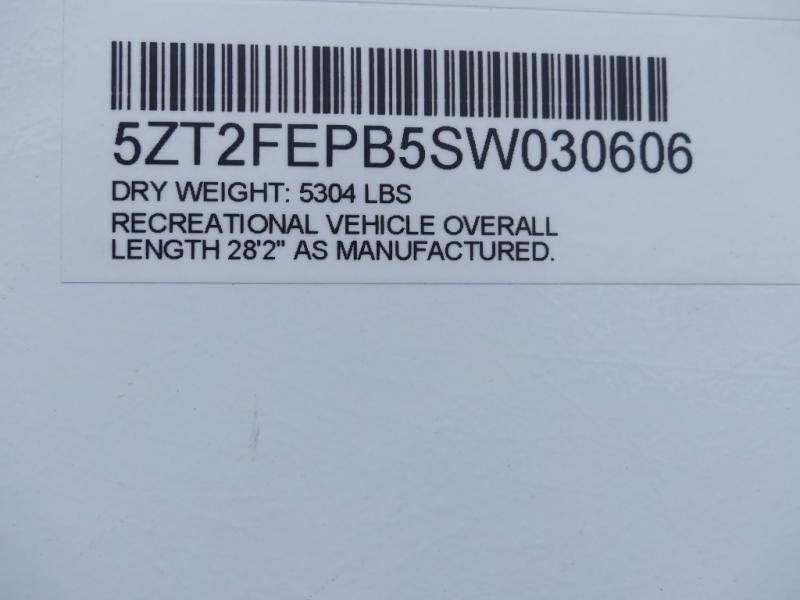 5ZT2FEPB5SW030606
DRY WEIGHT: 5304 LBS
RECREATIONAL VEHICLE OVERALL
LENGTH 28'2" AS MANUFACTURED.